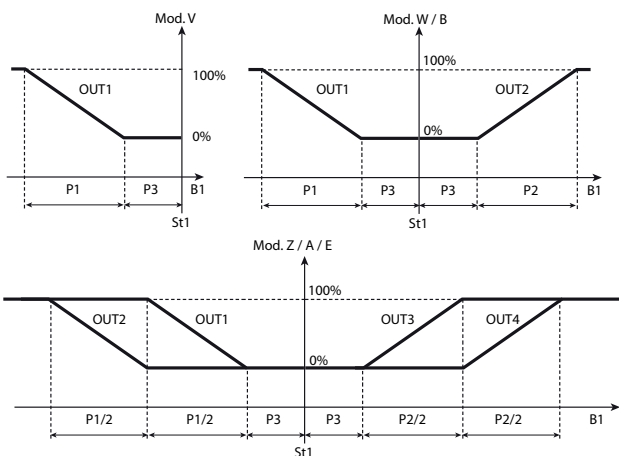 Mod. V
100%
OUT1
0%
P1 P3 B1
St1
Mod. W / B
100%
OUT1 OUT2
0%
P1 P3 P3 P2 B1
St1
Mod. Z / A / E
100%
OUT2 OUT1 OUT3 OUT4
0%
P1/2 P1/2 P3 P3 P2/2 P2/2 B1
St1